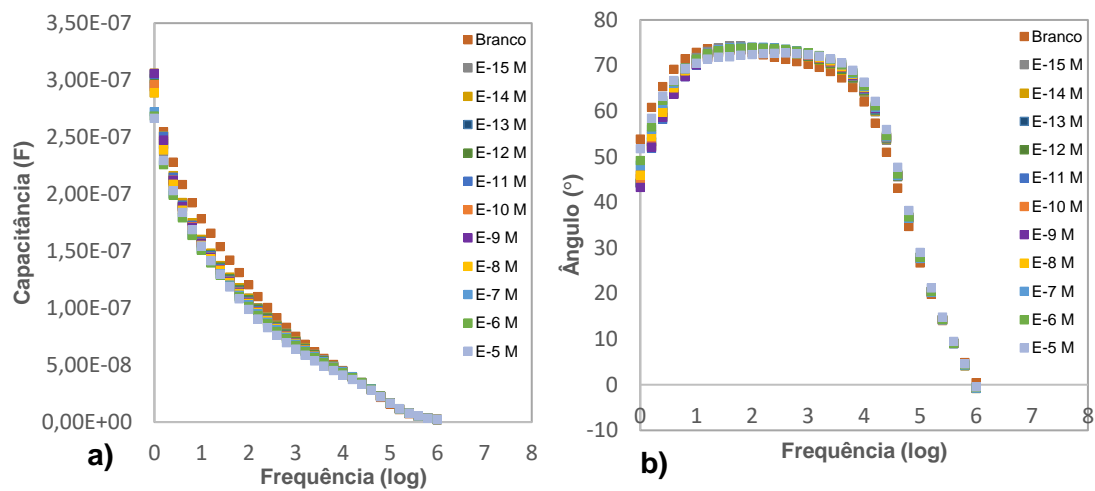 3,50E-07
3,00E-07
2,50E-07
2,00E-07
1,50E-07
1,00E-07
5,00E-08
0,00E+00
Capacitância (F)
0 1 2 3 4 5 6 7 8
Frequência (log)
a)
Branco
E-15 M
E-14 M
E-13 M
E-12 M
E-11 M
E-10 M
E-9 M
E-8 M
E-7 M
E-6 M
E-5 M
80
70
60
50
40
30
20
10
0
-10
Ângulo (°)
0 1 2 3 4 5 6 7 8
Frequência (log)
b)
Branco
E-15 M
E-14 M
E-13 M
E-12 M
E-11 M
E-10 M
E-9 M
E-8 M
E-7 M
E-6 M
E-5 M